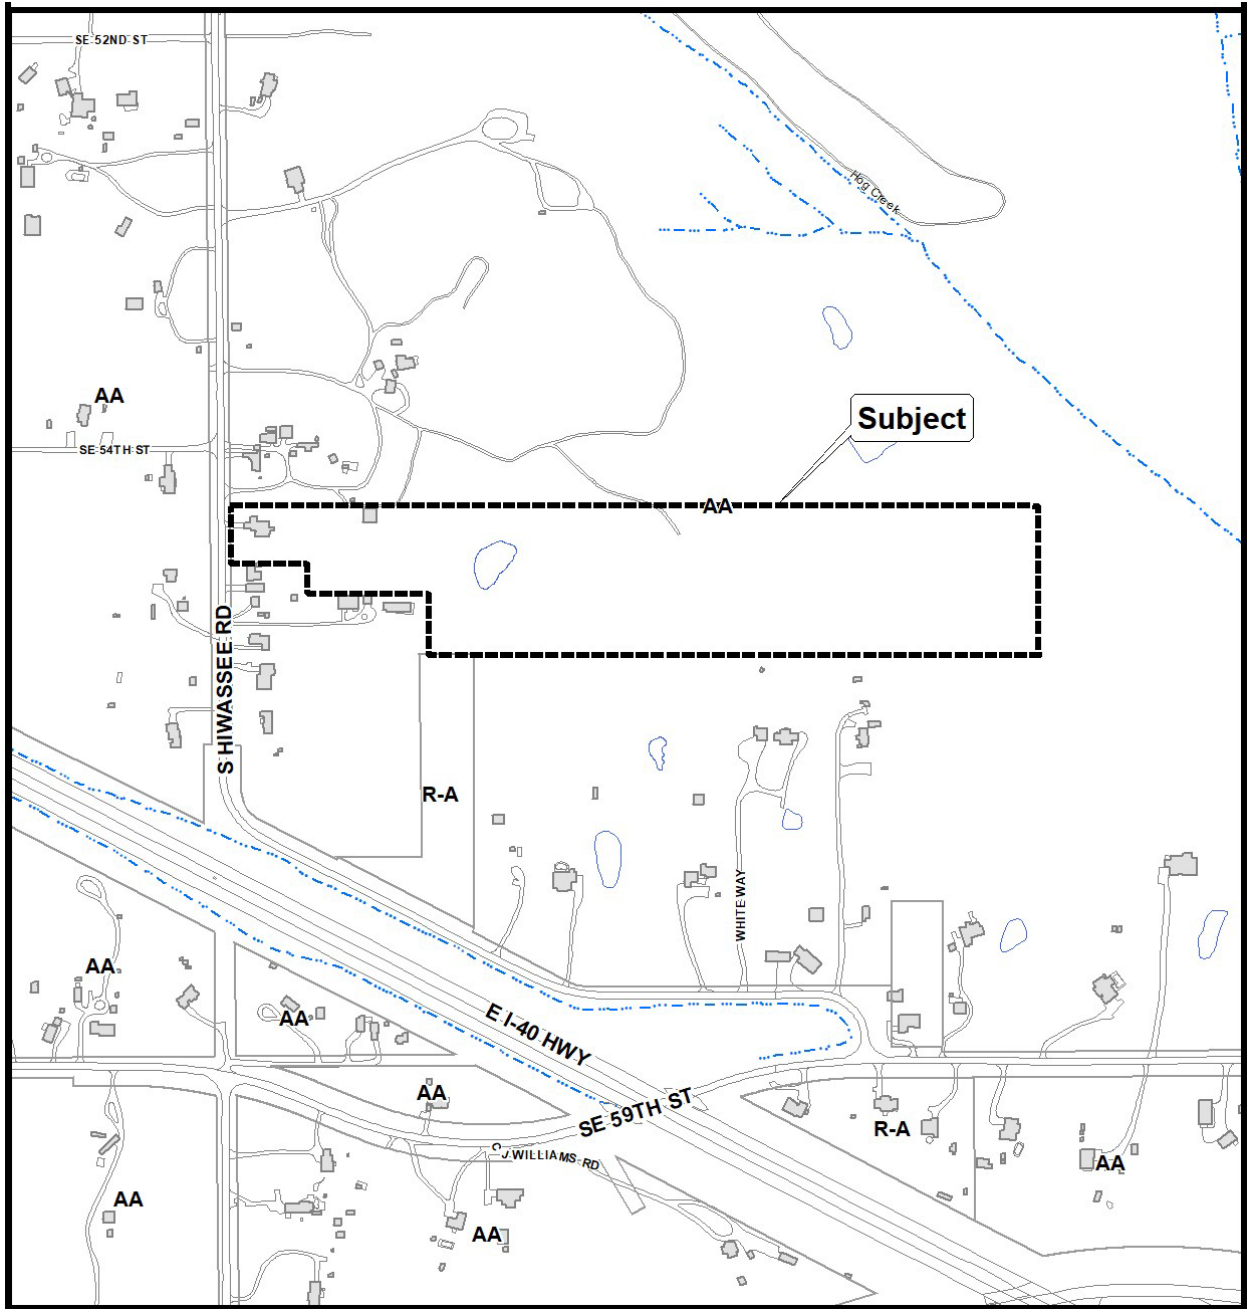 SE 52ND ST
Hog Creek
AA
Subject
SE 54TH ST
AA
S HIWASSEE RD
R-A
WHITE WAY
AA
AA
E I-40 HWY
AA
SE 59TH ST
R-A
C J WILLIAMS RD
AA
AA
AA